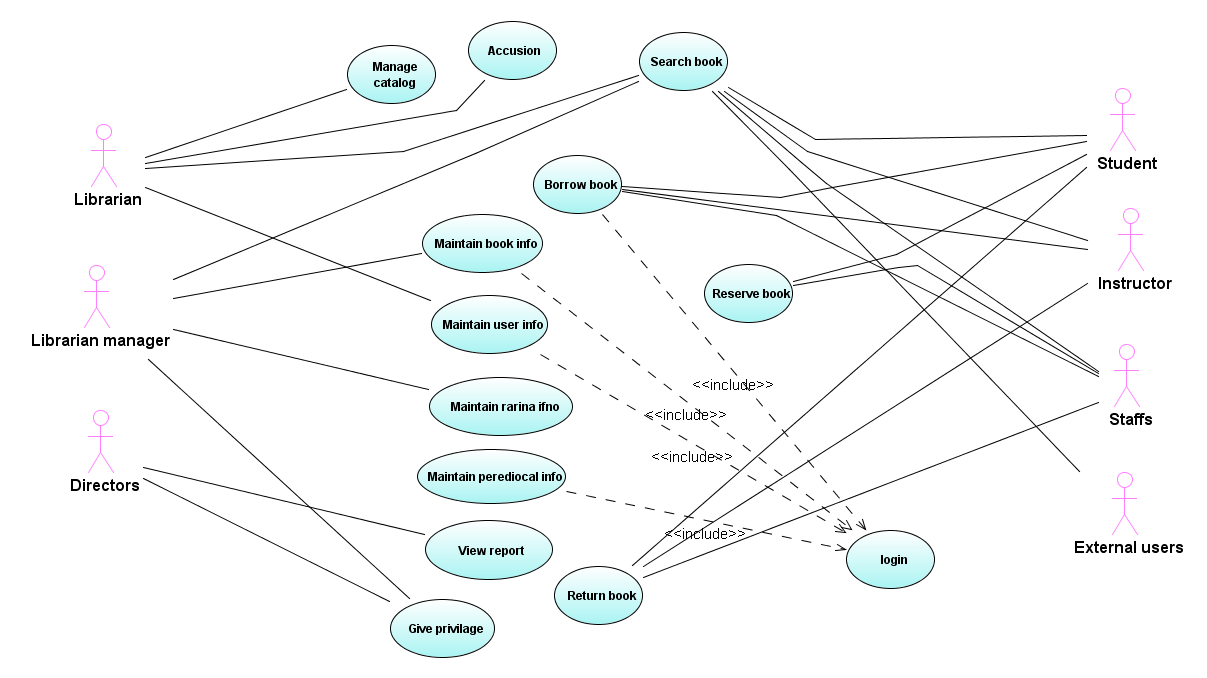 Accusion
Manage
catalog
Search book
Student
Librarian
Borrow book
Maintain book info
Instructor
Reserve book
Maintain user info
Librarian manager
<<include>>
Maintain rarina ifno
<<include>>
Staffs
<<include>>
Maintain perediocal info
Directors
<<include>>
External users
View report
login
Return book
Give privilage